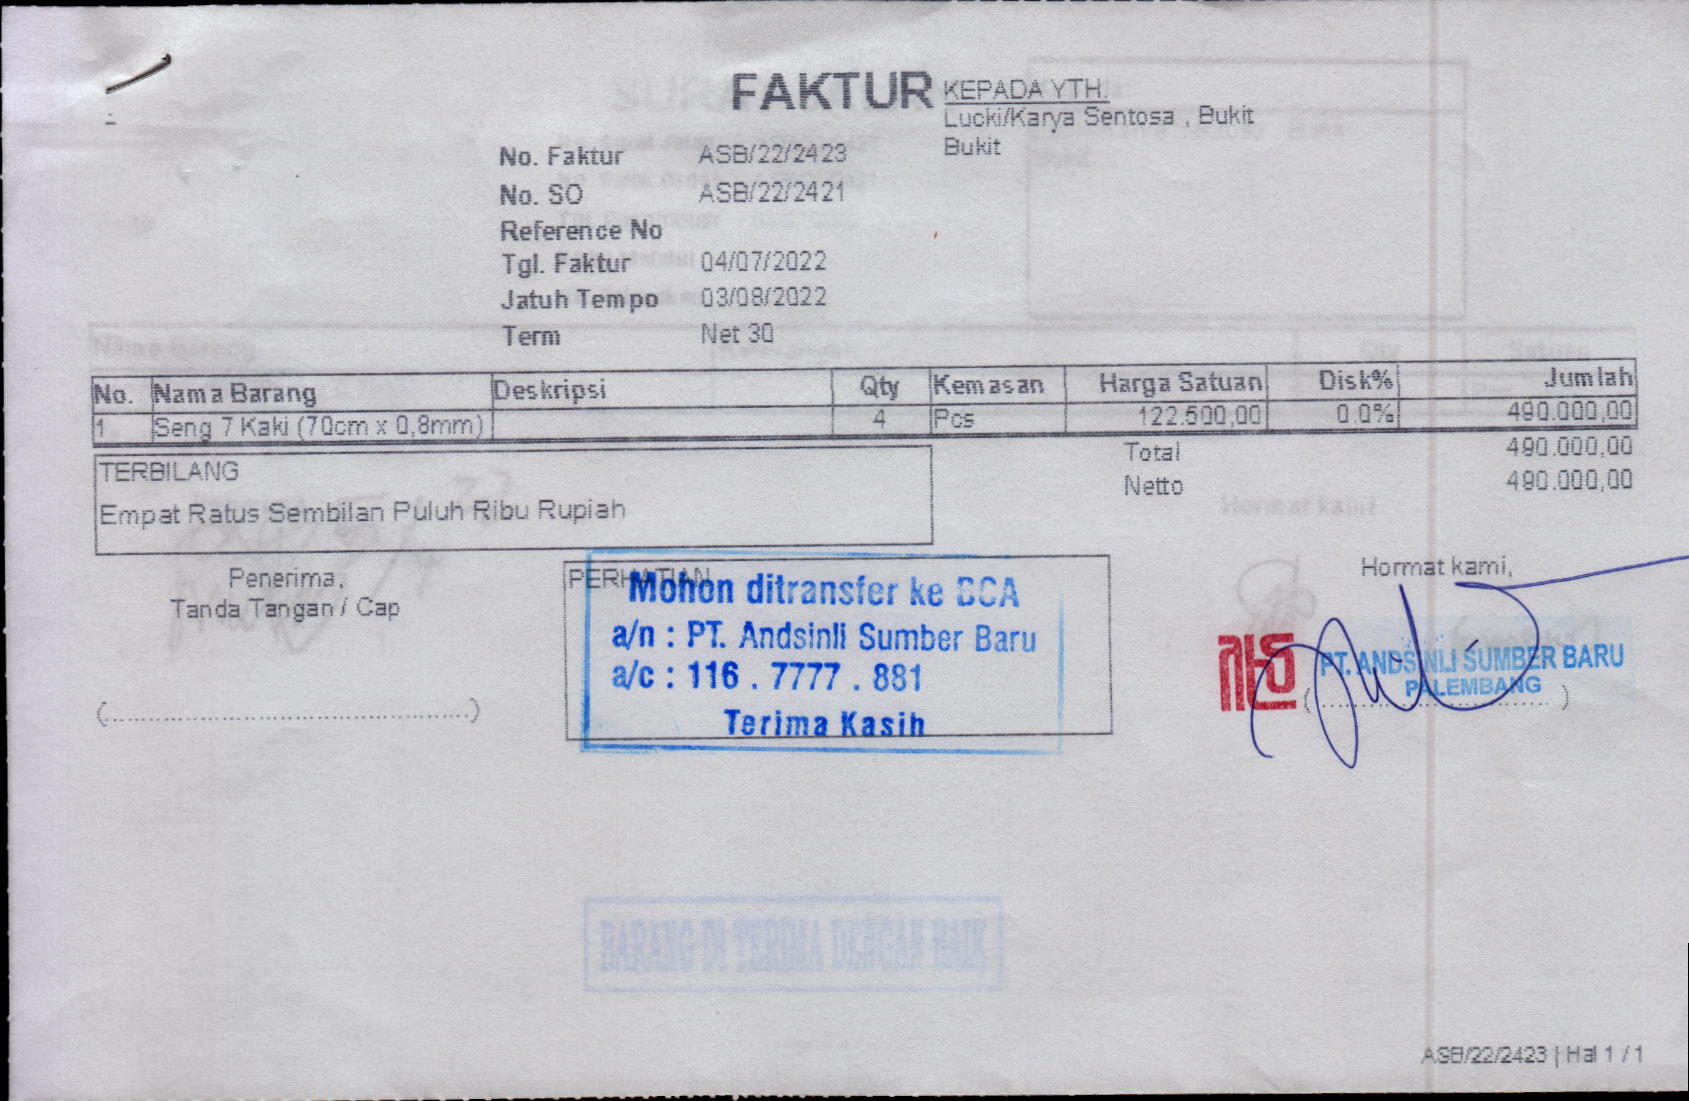 FAKTUR
KEPADA YTH.
Lucki/Karya Sentosa , Bukit
Bukit
No. Faktur ASB/22/2423
No. SO ASB/22/2421
Reference No
Tgl. Faktur 04/07/2022
Jatuh Tempo 03/08/2022
Term Net 30
No. Nama Barang Deskripsi Qty Kemasan Harga Satuan Disk% Jumlah
1 Seng 7 Kaki (70cm x 0,8mm) 4 Pcs 122.500,00 0.0% 490.000,00
Total 490.000,00
Netto 490.000,00
TERBILANG
Empat Ratus Sembilan Puluh Ribu Rupiah
Penerima,
Tanda Tangan / Cap
(........................................)
PERHATIAN
Mohon ditransfer ke BCA
a/n : PT. Andsinli Sumber Baru
a/c : 116 . 7777 . 881
Terima Kasih
Hormat kami,
PT. ANDSINLI SUMBER BARU
PALEMBANG
(..............................)
BARANG DI TERIMA DENGAN BAIK
ASB/22/2423 | Hal 1 / 1